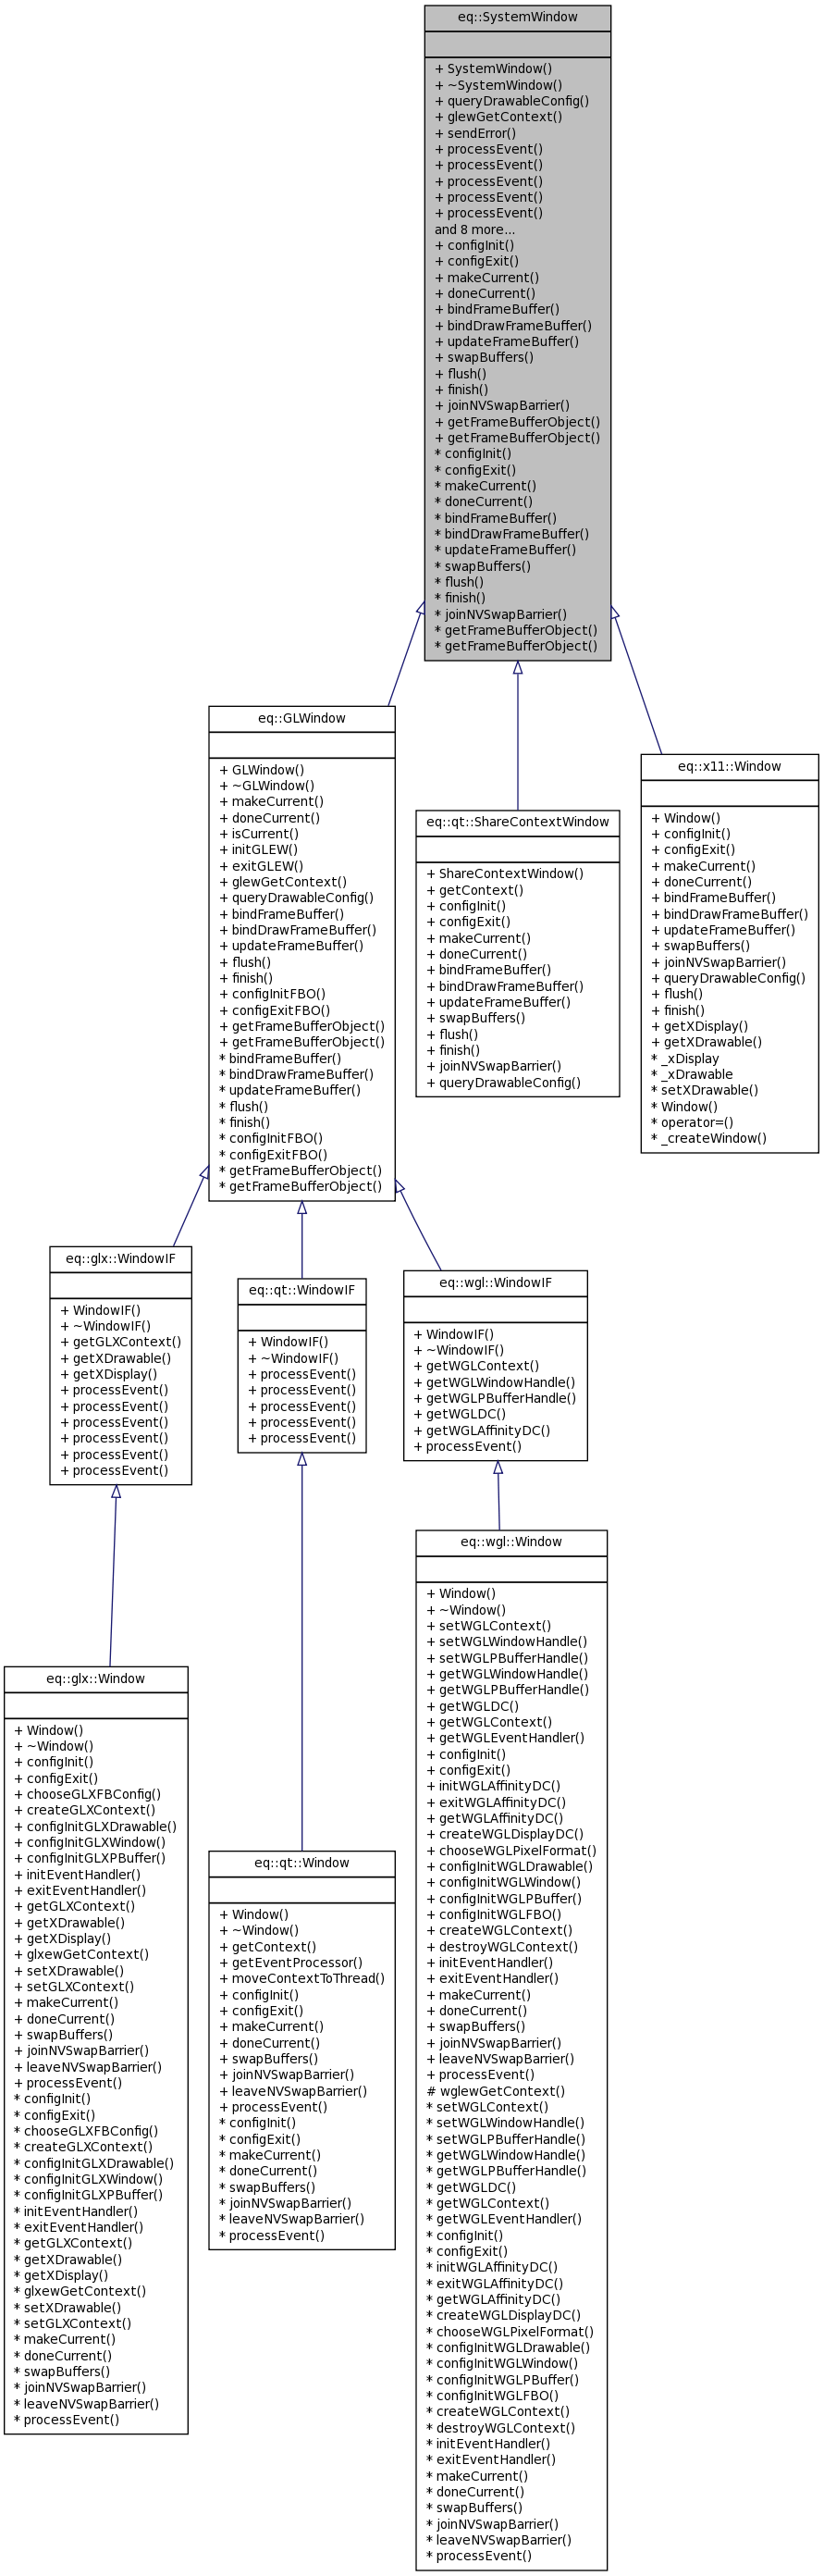 eq::SystemWindow
+ SystemWindow()
+ ~SystemWindow()
+ queryDrawableConfig()
+ glewGetContext()
+ sendError()
+ processEvent()
+ processEvent()
+ processEvent()
+ processEvent()
+ processEvent()
and 8 more...
+ configInit()
+ configExit()
+ makeCurrent()
+ doneCurrent()
+ bindFrameBuffer()
+ bindDrawFrameBuffer()
+ updateFrameBuffer()
+ swapBuffers()
+ flush()
+ finish()
+ joinNVSwapBarrier()
+ getFrameBufferObject()
+ getFrameBufferObject()
* configInit()
* configExit()
* makeCurrent()
* doneCurrent()
* bindFrameBuffer()
* bindDrawFrameBuffer()
* updateFrameBuffer()
* swapBuffers()
* flush()
* finish()
* joinNVSwapBarrier()
* getFrameBufferObject()
* getFrameBufferObject()
eq::GLWindow
+ GLWindow()
+ ~GLWindow()
+ makeCurrent()
+ doneCurrent()
+ isCurrent()
+ initGLEW()
+ exitGLEW()
+ glewGetContext()
+ queryDrawableConfig()
+ bindFrameBuffer()
+ bindDrawFrameBuffer()
+ updateFrameBuffer()
+ flush()
+ finish()
+ configInitFBO()
+ configExitFBO()
+ getFrameBufferObject()
+ getFrameBufferObject()
* bindFrameBuffer()
* bindDrawFrameBuffer()
* updateFrameBuffer()
* flush()
* finish()
* configInitFBO()
* configExitFBO()
* getFrameBufferObject()
* getFrameBufferObject()
eq::qt::ShareContextWindow
+ ShareContextWindow()
+ getContext()
+ configInit()
+ configExit()
+ makeCurrent()
+ doneCurrent()
+ bindFrameBuffer()
+ bindDrawFrameBuffer()
+ updateFrameBuffer()
+ swapBuffers()
+ flush()
+ finish()
+ joinNVSwapBarrier()
+ queryDrawableConfig()
eq::x11::Window
+ Window()
+ configInit()
+ configExit()
+ makeCurrent()
+ doneCurrent()
+ bindFrameBuffer()
+ bindDrawFrameBuffer()
+ updateFrameBuffer()
+ swapBuffers()
+ joinNVSwapBarrier()
+ queryDrawableConfig()
+ flush()
+ finish()
+ getXDisplay()
+ getXDrawable()
* _xDisplay
* _xDrawable
* setXDrawable()
* Window()
* operator=()
* _createWindow()
eq::glx::WindowIF
+ WindowIF()
+ ~WindowIF()
+ getGLXContext()
+ getXDrawable()
+ getXDisplay()
+ processEvent()
+ processEvent()
+ processEvent()
+ processEvent()
+ processEvent()
+ processEvent()
eq::qt::WindowIF
+ WindowIF()
+ ~WindowIF()
+ processEvent()
+ processEvent()
+ processEvent()
+ processEvent()
+ processEvent()
eq::wgl::WindowIF
+ WindowIF()
+ ~WindowIF()
+ getWGLContext()
+ getWGLWindowHandle()
+ getWGLPBufferHandle()
+ getWGLDC()
+ getWGLAffinityDC()
+ processEvent()
eq::glx::Window
+ Window()
+ ~Window()
+ configInit()
+ configExit()
+ chooseGLXFBConfig()
+ createGLXContext()
+ configInitGLXDrawable()
+ configInitGLXWindow()
+ configInitGLXPBuffer()
+ initEventHandler()
+ exitEventHandler()
+ getGLXContext()
+ getXDrawable()
+ getXDisplay()
+ glxewGetContext()
+ setXDrawable()
+ setGLXContext()
+ makeCurrent()
+ doneCurrent()
+ swapBuffers()
+ joinNVSwapBarrier()
+ leaveNVSwapBarrier()
+ processEvent()
* configInit()
* configExit()
* chooseGLXFBConfig()
* createGLXContext()
* configInitGLXDrawable()
* configInitGLXWindow()
* configInitGLXPBuffer()
* initEventHandler()
* exitEventHandler()
* getGLXContext()
* getXDrawable()
* getXDisplay()
* glxewGetContext()
* setXDrawable()
* setGLXContext()
* makeCurrent()
* doneCurrent()
* swapBuffers()
* joinNVSwapBarrier()
* leaveNVSwapBarrier()
* processEvent()
eq::qt::Window
+ Window()
+ ~Window()
+ getContext()
+ getEventProcessor()
+ moveContextToThread()
+ configInit()
+ configExit()
+ makeCurrent()
+ doneCurrent()
+ swapBuffers()
+ joinNVSwapBarrier()
+ leaveNVSwapBarrier()
+ processEvent()
* configInit()
* configExit()
* makeCurrent()
* doneCurrent()
* swapBuffers()
* joinNVSwapBarrier()
* leaveNVSwapBarrier()
* processEvent()
eq::wgl::Window
+ Window()
+ ~Window()
+ setWGLContext()
+ setWGLWindowHandle()
+ setWGLPBufferHandle()
+ getWGLWindowHandle()
+ getWGLPBufferHandle()
+ getWGLDC()
+ getWGLContext()
+ getWGLEventHandler()
+ configInit()
+ configExit()
+ initWGLAffinityDC()
+ exitWGLAffinityDC()
+ getWGLAffinityDC()
+ createWGLDisplayDC()
+ chooseWGLPixelFormat()
+ configInitWGLDrawable()
+ configInitWGLWindow()
+ configInitWGLPBuffer()
+ configInitWGLFBO()
+ createWGLContext()
+ destroyWGLContext()
+ initEventHandler()
+ exitEventHandler()
+ makeCurrent()
+ doneCurrent()
+ swapBuffers()
+ joinNVSwapBarrier()
+ leaveNVSwapBarrier()
+ processEvent()
# wglewGetContext()
* setWGLContext()
* setWGLWindowHandle()
* setWGLPBufferHandle()
* getWGLWindowHandle()
* getWGLPBufferHandle()
* getWGLDC()
* getWGLContext()
* getWGLEventHandler()
* configInit()
* configExit()
* initWGLAffinityDC()
* exitWGLAffinityDC()
* getWGLAffinityDC()
* createWGLDisplayDC()
* chooseWGLPixelFormat()
* configInitWGLDrawable()
* configInitWGLWindow()
* configInitWGLPBuffer()
* configInitWGLFBO()
* createWGLContext()
* destroyWGLContext()
* initEventHandler()
* exitEventHandler()
* makeCurrent()
* doneCurrent()
* swapBuffers()
* joinNVSwapBarrier()
* leaveNVSwapBarrier()
* processEvent()